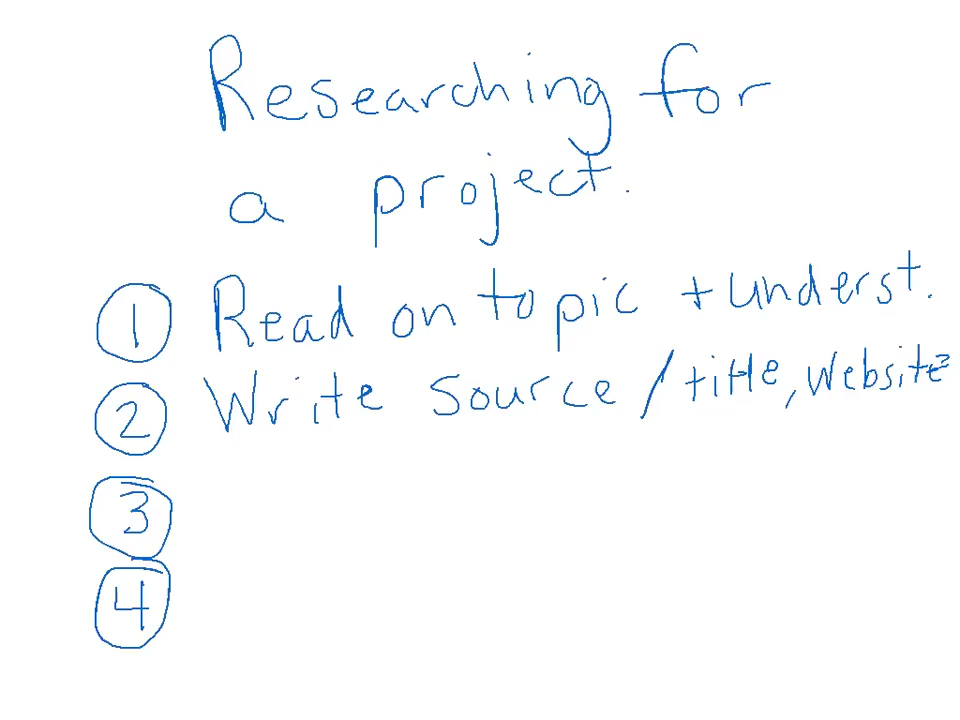 Researching for
a project.
1 Read on topic + underst.
2 Write Source / title, website
3
4